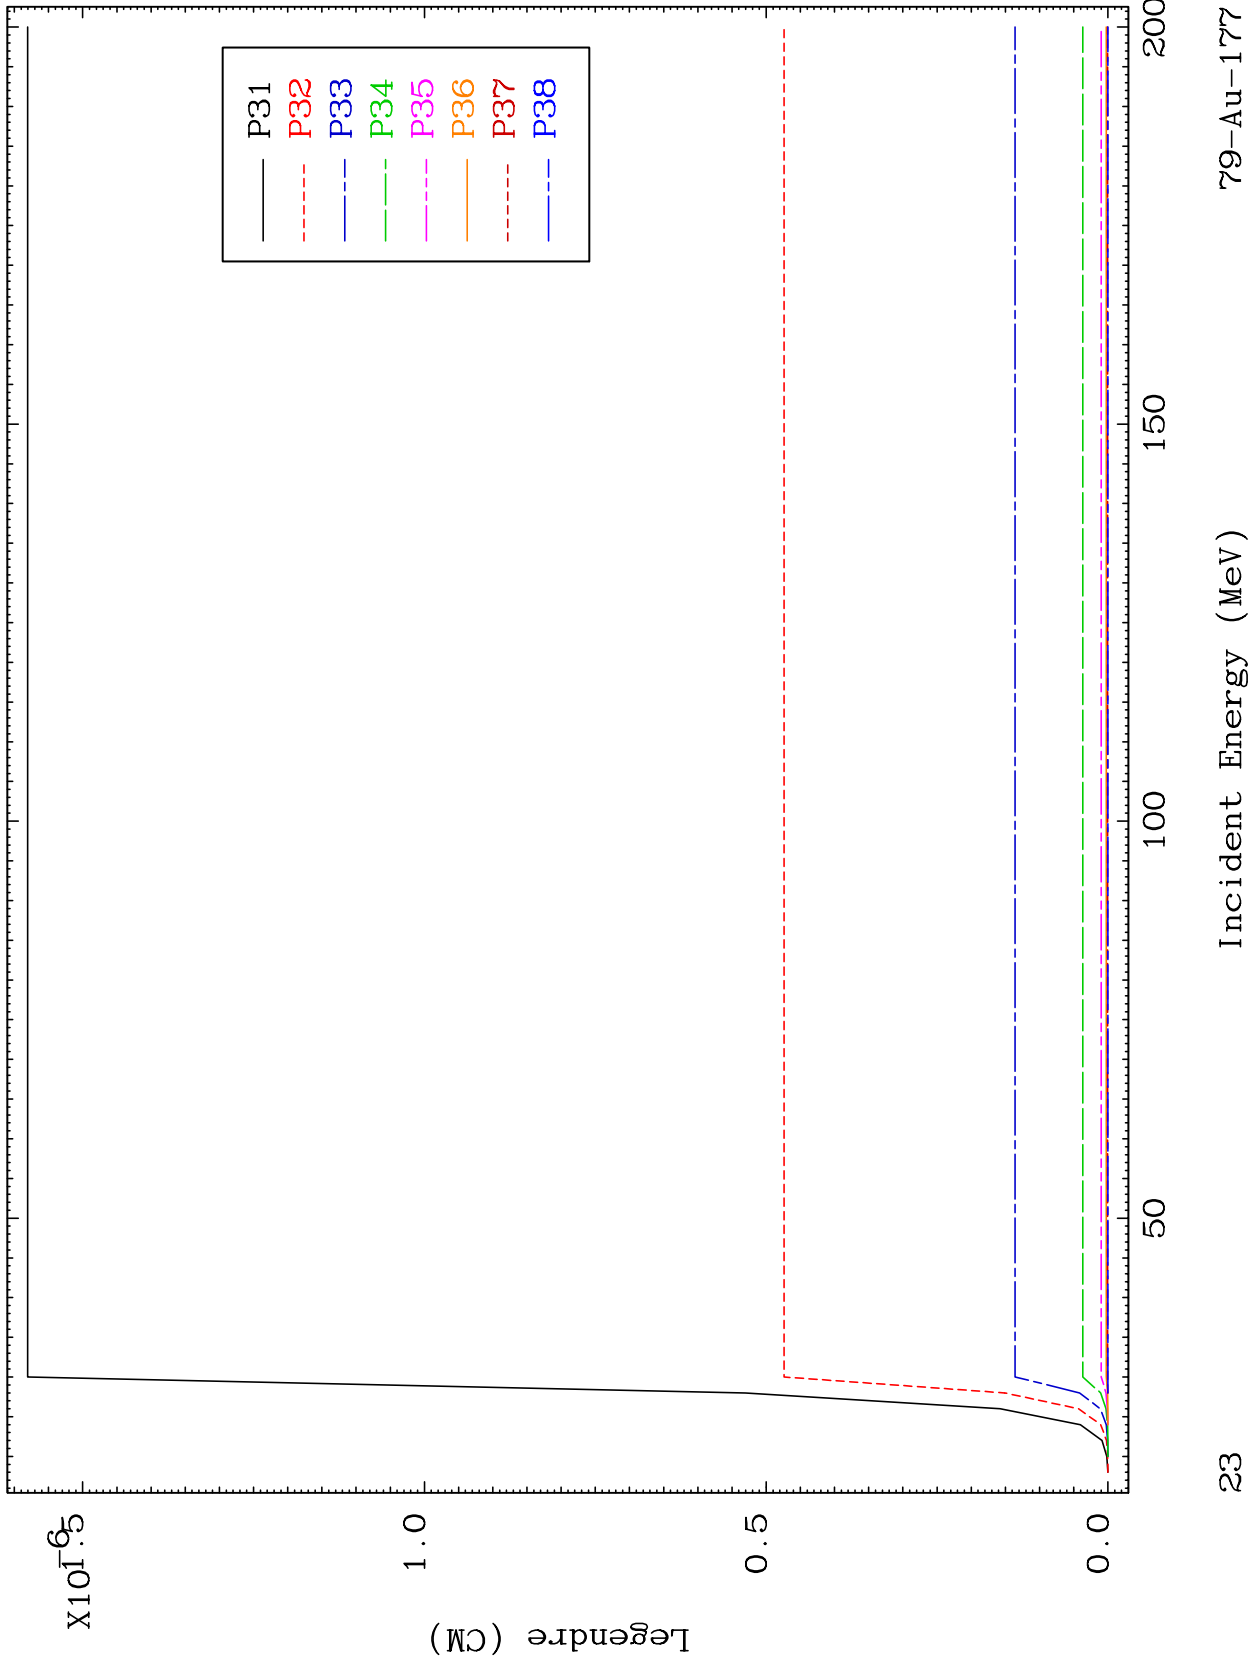 X10⁻⁶
1.5
1.0
0.5
0.0
Legendre (CM)
P31
P32
P33
P34
P35
P36
P37
P38
50
100
150
200
Incident Energy (MeV)
23
79-Au-177